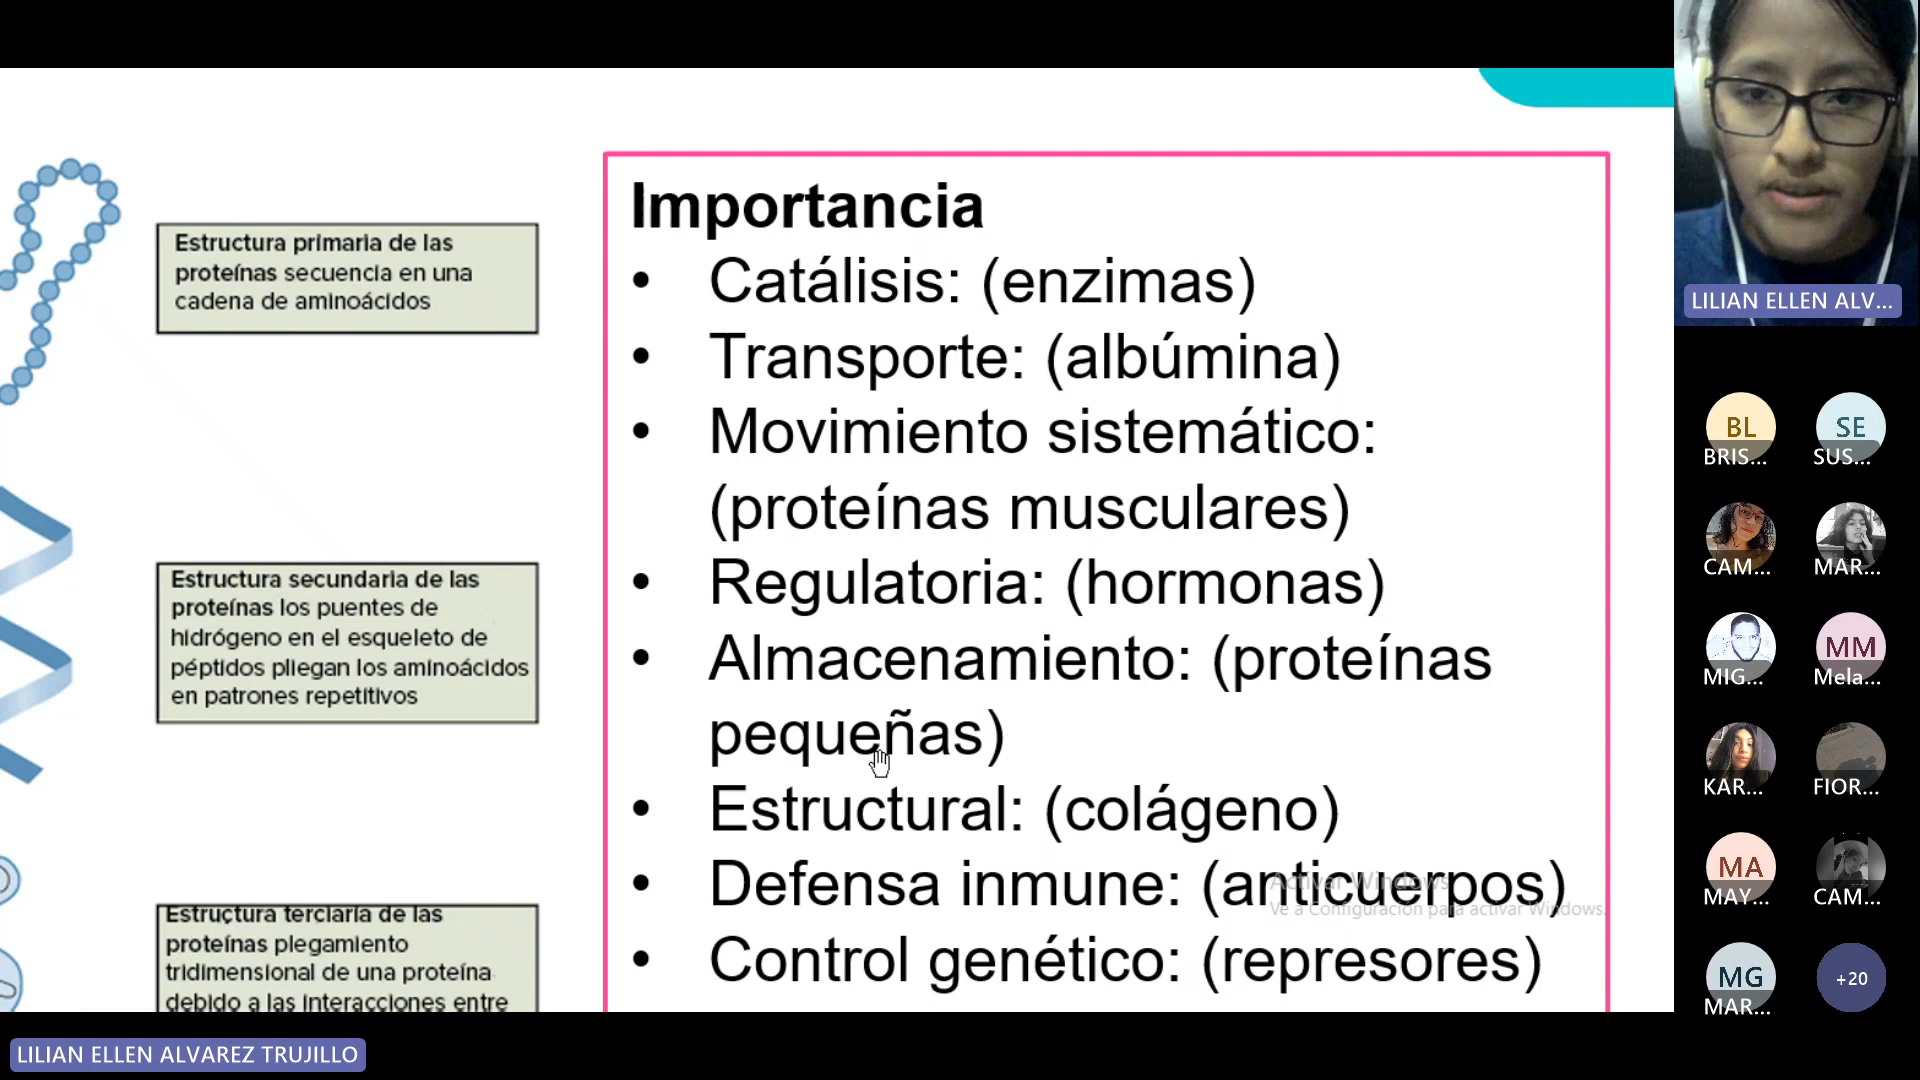 Estructura primaria de las
proteínas secuencia en una
cadena de aminoácidos
Estructura secundaria de las
proteínas los puentes de
hidrógeno en el esqueleto de
péptidos pliegan los aminoácidos
en patrones repetitivos
Estructura terciaria de las
proteínas plegamiento
tridimensional de una proteína
debido a las interacciones entre
Importancia
• Catálisis: (enzimas)
• Transporte: (albúmina)
• Movimiento sistemático:
(proteínas musculares)
• Regulatoria: (hormonas)
• Almacenamiento: (proteínas
pequeñas)
• Estructural: (colágeno)
• Defensa inmune: (anticuerpos)
• Control genético: (represores)
Activar Windows
Ve a Configuración para activar Windows.
LILIAN ELLEN ALV...
BL
BRIS...
SE
SUS...
CAM...
MAR...
MIG...
MM
Mela...
KAR...
FIOR...
MA
MAY...
CAM...
MG
MAR...
+20
LILIAN ELLEN ALVAREZ TRUJILLO